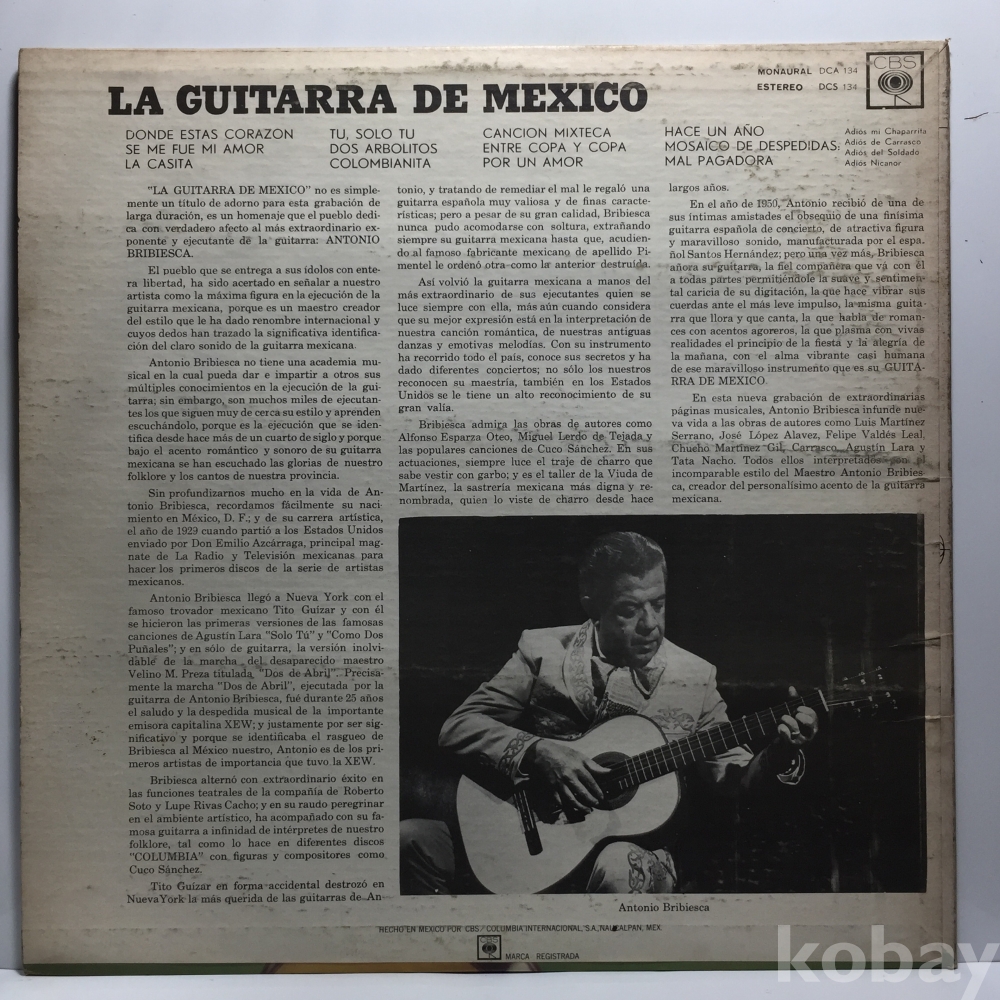 MONAURAL DCA 134
ESTEREO DCS 134
CBS
LA GUITARRA DE MEXICO
DONDE ESTAS CORAZON
SE ME FUE MI AMOR
LA CASITA
TU, SOLO TU
DOS ARBOLITOS
COLOMBIANITA
CANCION MIXTECA
ENTRE COPA Y COPA
POR UN AMOR
HACE UN AÑO
MOSAICO DE DESPEDIDAS:
MAL PAGADORA
Adiós mi Chaparrita
Adiós de Carrasco
Adiós del Soldado
Adiós Nicanor
"LA GUITARRA DE MEXICO" no es simple-
mente un título de adorno para esta grabación de
larga duración, es un homenaje que el pueblo dedi-
ca con verdadero afecto al más extraordinario ex-
ponente y ejecutante de la guitarra: ANTONIO
BRIBIESCA.
El pueblo que se entrega a sus ídolos con ente-
ra libertad, ha sido acertado en señalar a nuestro
artista como la máxima figura en la ejecución de la
guitarra mexicana, porque es un maestro creador
del estilo que le ha dado renombre internacional y
cuyos dedos han trazado la significativa identifica-
ción del claro sonido de la guitarra mexicana.
Antonio Bribiesca no tiene una academia mu-
sical en la cual pueda dar e impartir a otros sus
múltiples conocimientos en la ejecución de la gui-
tarra; sin embargo, son muchos miles de ejecutan-
tes los que siguen muy de cerca su estilo y aprenden
escuchándolo, porque es la ejecución que se iden-
tifica desde hace más de un cuarto de siglo y porque
bajo el acento romántico y sonoro de su guitarra
mexicana se han escuchado las glorias de nuestro
folklore y los cantos de nuestra provincia.
Sin profundizarnos mucho en la vida de An-
tonio Bribiesca, recordamos fácilmente su naci-
miento en México, D. F.; y de su carrera artística,
el año de 1929 cuando partió a los Estados Unidos
enviado por Don Emilio Azcárraga, principal mag-
nate de La Radio y Televisión mexicanas para
hacer los primeros discos de la serie de artistas
mexicanos.
Antonio Bribiesca llegó a Nueva York con el
famoso trovador mexicano Tito Guízar y con él
se hicieron las primeras versiones de las famosas
canciones de Agustín Lara "Solo Tú" y "Como Dos
Puñales"; y en sólo de guitarra, la versión inolvi-
dable de la marcha del desaparecido maestro
Velino M. Preza titulada "Dos de Abril". Precisa-
mente la marcha "Dos de Abril", ejecutada por la
guitarra de Antonio Bribiesca, fué durante 25 años
el saludo y la despedida musical de la importante
emisora capitalina XEW; y justamente por ser sig-
nificativo y porque se identificaba el rasgueo de
Bribiesca al México nuestro, Antonio es de los pri-
meros artistas de importancia que tuvo la XEW.
Bribiesca alternó con extraordinario éxito en
las funciones teatrales de la compañía de Roberto
Soto y Lupe Rivas Cacho; y en su raudo peregrinar
en el ambiente artístico, ha acompañado con su fa-
mosa guitarra a infinidad de intérpretes de nuestro
folklore, tal como lo hace en diferentes discos
"COLUMBIA" con figuras y compositores como
Cuco Sánchez.
Tito Guízar en forma accidental destrozó en
Nueva York la más querida de las guitarras de An-
tonio, y tratando de remediar el mal le regaló una
guitarra española muy valiosa y de finas caracte-
rísticas; pero a pesar de su gran calidad, Bribiesca
nunca pudo acomodarse con soltura, extrañando
siempre su guitarra mexicana hasta que, acudien-
do al famoso fabricante mexicano de apellido Pi-
mentel le ordenó otra como la anterior destruída.
Así volvió la guitarra mexicana a manos del
más extraordinario de sus ejecutantes quien se
luce siempre con ella, más aún cuando considera
que su mejor expresión está en la interpretación de
nuestra canción romántica, de nuestras antiguas
danzas y emotivas melodías. Con su instrumento
ha recorrido todo el país, conoce sus secretos y ha
dado diferentes conciertos; no sólo los nuestros
reconocen su maestría, también en los Estados
Unidos se le tiene un alto reconocimiento de su
gran valía.
Bribiesca admira las obras de autores como
Alfonso Esparza Oteo, Miguel Lerdo de Tejada y
las populares canciones de Cuco Sánchez. En sus
actuaciones, siempre luce el traje de charro que
sabe vestir con garbo; y es el taller de la Viuda de
Martínez, la sastrería mexicana más digna y re-
nombrada, quien lo viste de charro desde hace
largos años.
En el año de 1950, Antonio recibió de una de
sus íntimas amistades el obsequio de una finísima
guitarra española de concierto, de atractiva figura
y maravilloso sonido, manufacturada por el espa-
ñol Santos Hernández; pero una vez más, Bribiesca
añora su guitarra, la fiel compañera que va con él
a todas partes permitiéndole la suave y sentimen-
tal caricia de su digitación, la que hace vibrar sus
cuerdas ante el más leve impulso, la misma guita-
rra que llora y que canta, la que habla de roman-
ces con acentos agoreros, la que plasma con vivas
realidades el principio de la fiesta y la alegría de
la mañana, con el alma vibrante casi humana
de ese maravilloso instrumento que es su GUITA-
RRA DE MEXICO.
En esta nueva grabación de extraordinarias
páginas musicales, Antonio Bribiesca infunde nue-
va vida a las obras de autores como Luis Martínez
Serrano, José López Alavez, Felipe Valdés Leal,
Chucho Martínez Gil, Carrasco, Agustín Lara y
Tata Nacho. Todos ellos interpretados con el
incomparable estilo del Maestro Antonio Bribies-
ca, creador del personalísimo acento de la guitarra
mexicana.
Antonio Bribiesca
HECHO EN MEXICO POR CBS/COLUMBIA INTERNACIONAL, S.A., NAUCALPAN, MEX.
CBS
MARCA REGISTRADA
kobay